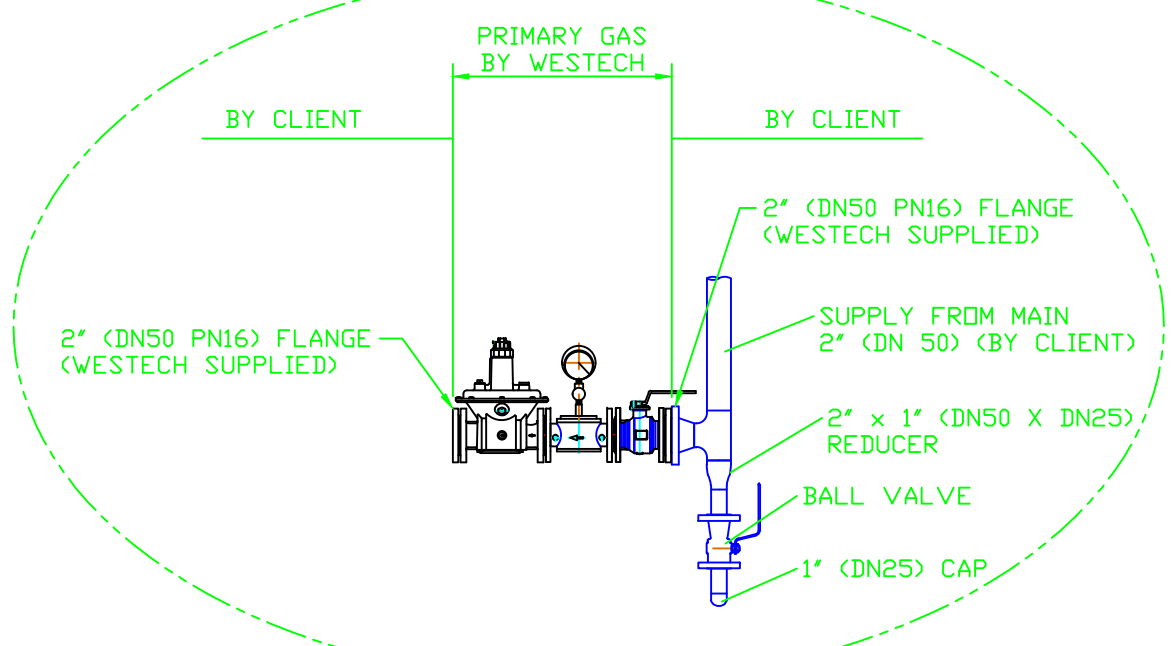 PRIMARY GAS
BY WESTECH
BY CLIENT
BY CLIENT
2" (DN50 PN16) FLANGE
(WESTECH SUPPLIED)
SUPPLY FROM MAIN
2" (DN 50) (BY CLIENT)
2" (DN50 PN16) FLANGE
(WESTECH SUPPLIED)
2" x 1" (DN50 X DN25)
REDUCER
BALL VALVE
1" (DN25) CAP